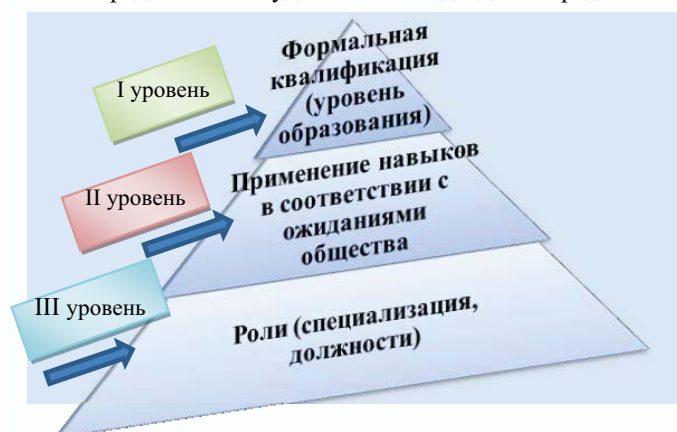 Формальная
квалификация
(уровень
образования)
I уровень
Применение навыков
в соответствии с
ожиданиями
общества
II уровень
Роли (специализация,
должности)
III уровень